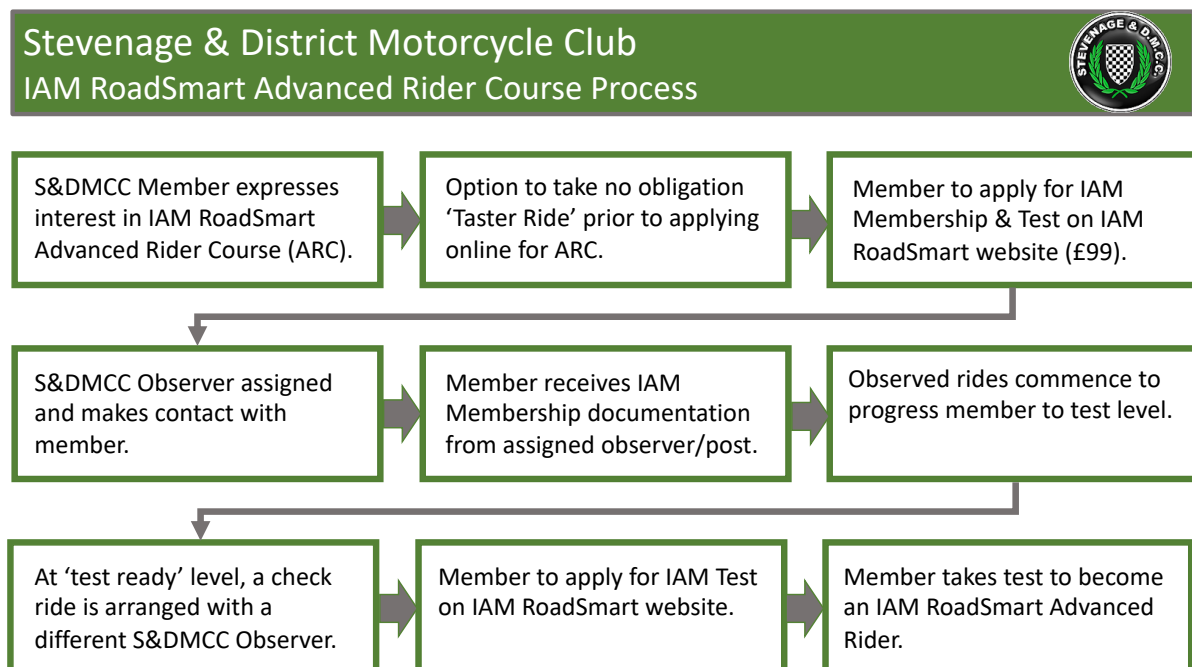 Stevenage & District Motorcycle Club
IAM RoadSmart Advanced Rider Course Process
STEVENAGE & D.M.C.C.
S&DMCC Member expresses
interest in IAM RoadSmart
Advanced Rider Course (ARC).
Option to take no obligation
‘Taster Ride’ prior to applying
online for ARC.
Member to apply for IAM
Membership & Test on IAM
RoadSmart website (£99).
S&DMCC Observer assigned
and makes contact with
member.
Member receives IAM
Membership documentation
from assigned observer/post.
Observed rides commence to
progress member to test level.
At ‘test ready’ level, a check
ride is arranged with a
different S&DMCC Observer.
Member to apply for IAM Test
on IAM RoadSmart website.
Member takes test to become
an IAM RoadSmart Advanced
Rider.